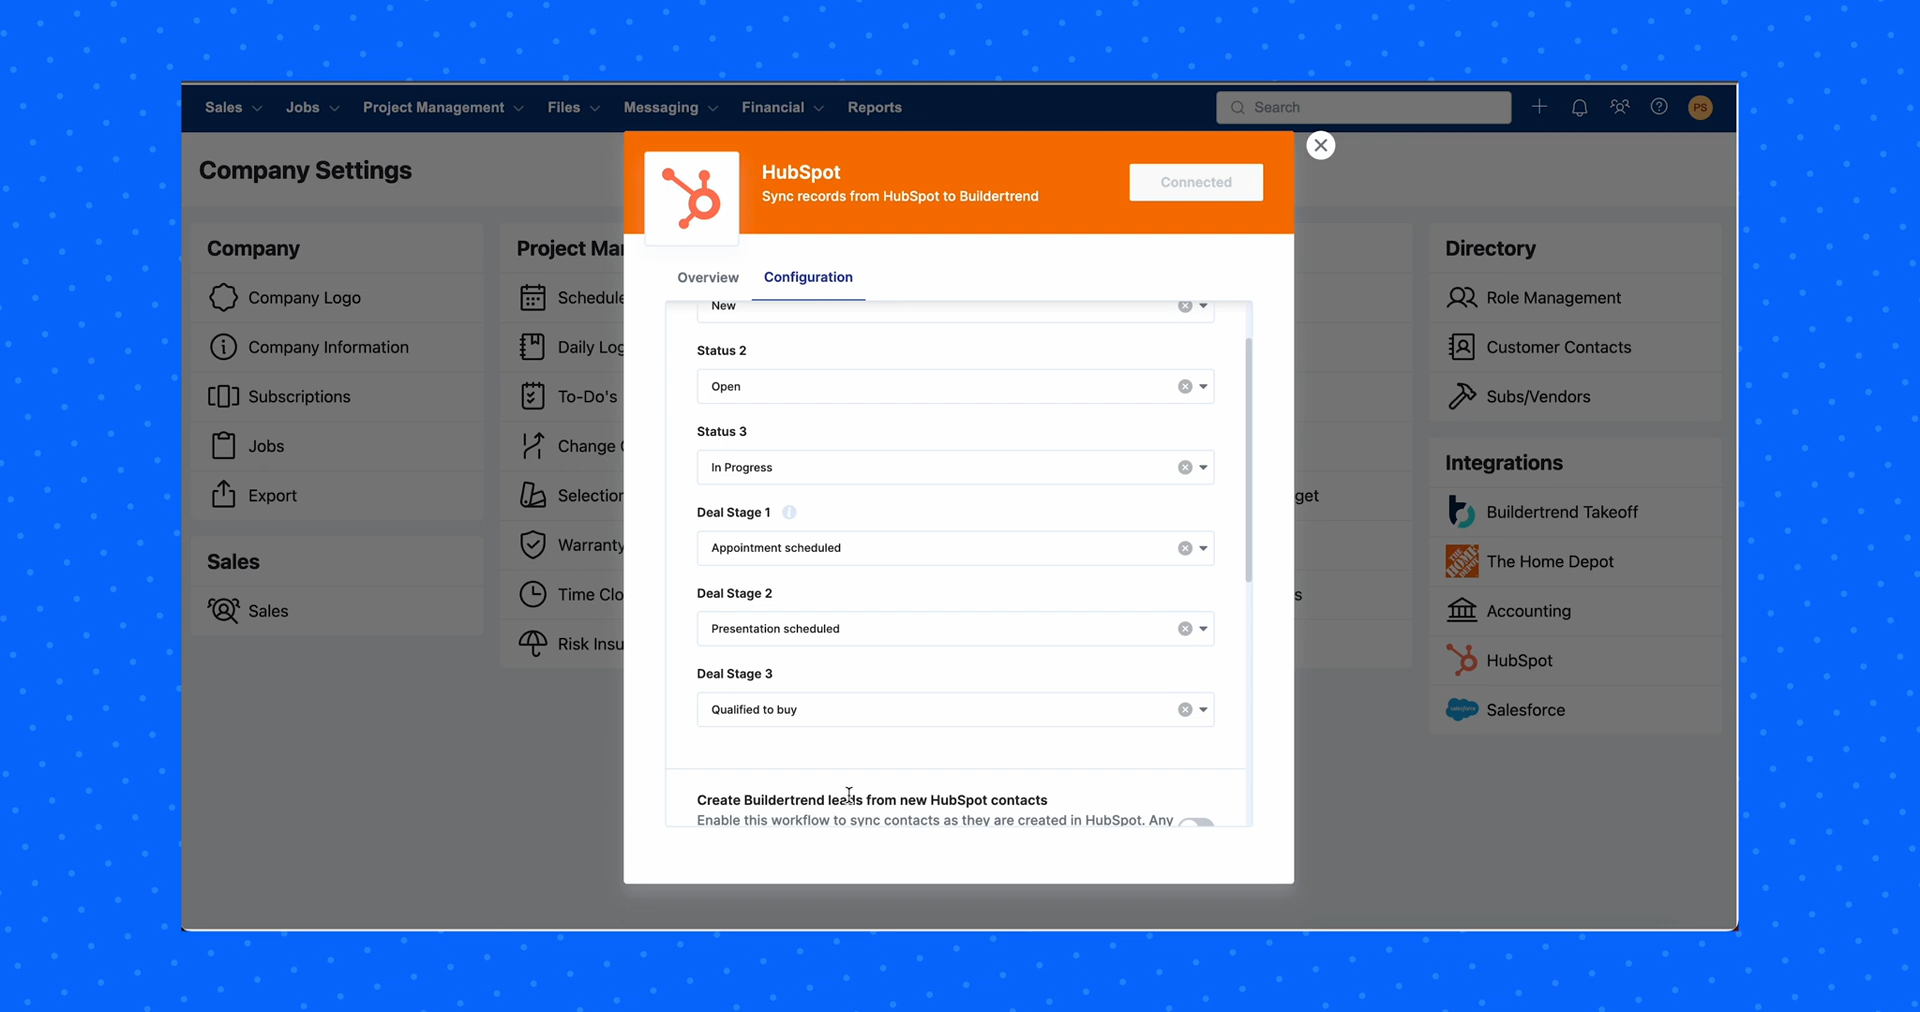 Sales
Jobs
Project Management
Files
Messaging
Financial
Reports
Search
PS
Company Settings
HubSpot
Sync records from HubSpot to Buildertrend
Connected
Overview
Configuration
Company
Company Logo
Company Information
Subscriptions
Jobs
Export
Sales
Sales
Project Ma
Schedule
Daily Log
To-Do's
Change
Selection
Warranty
Time Clo
Risk Insu
New
Status 2
Open
Status 3
In Progress
Deal Stage 1
Appointment scheduled
Deal Stage 2
Presentation scheduled
Deal Stage 3
Qualified to buy
Create Buildertrend leads from new HubSpot contacts
Enable this workflow to sync contacts as they are created in HubSpot. Any
get
s
Directory
Role Management
Customer Contacts
Subs/Vendors
Integrations
Buildertrend Takeoff
THE HOME DEPOT
The Home Depot
Accounting
HubSpot
salesforce
Salesforce